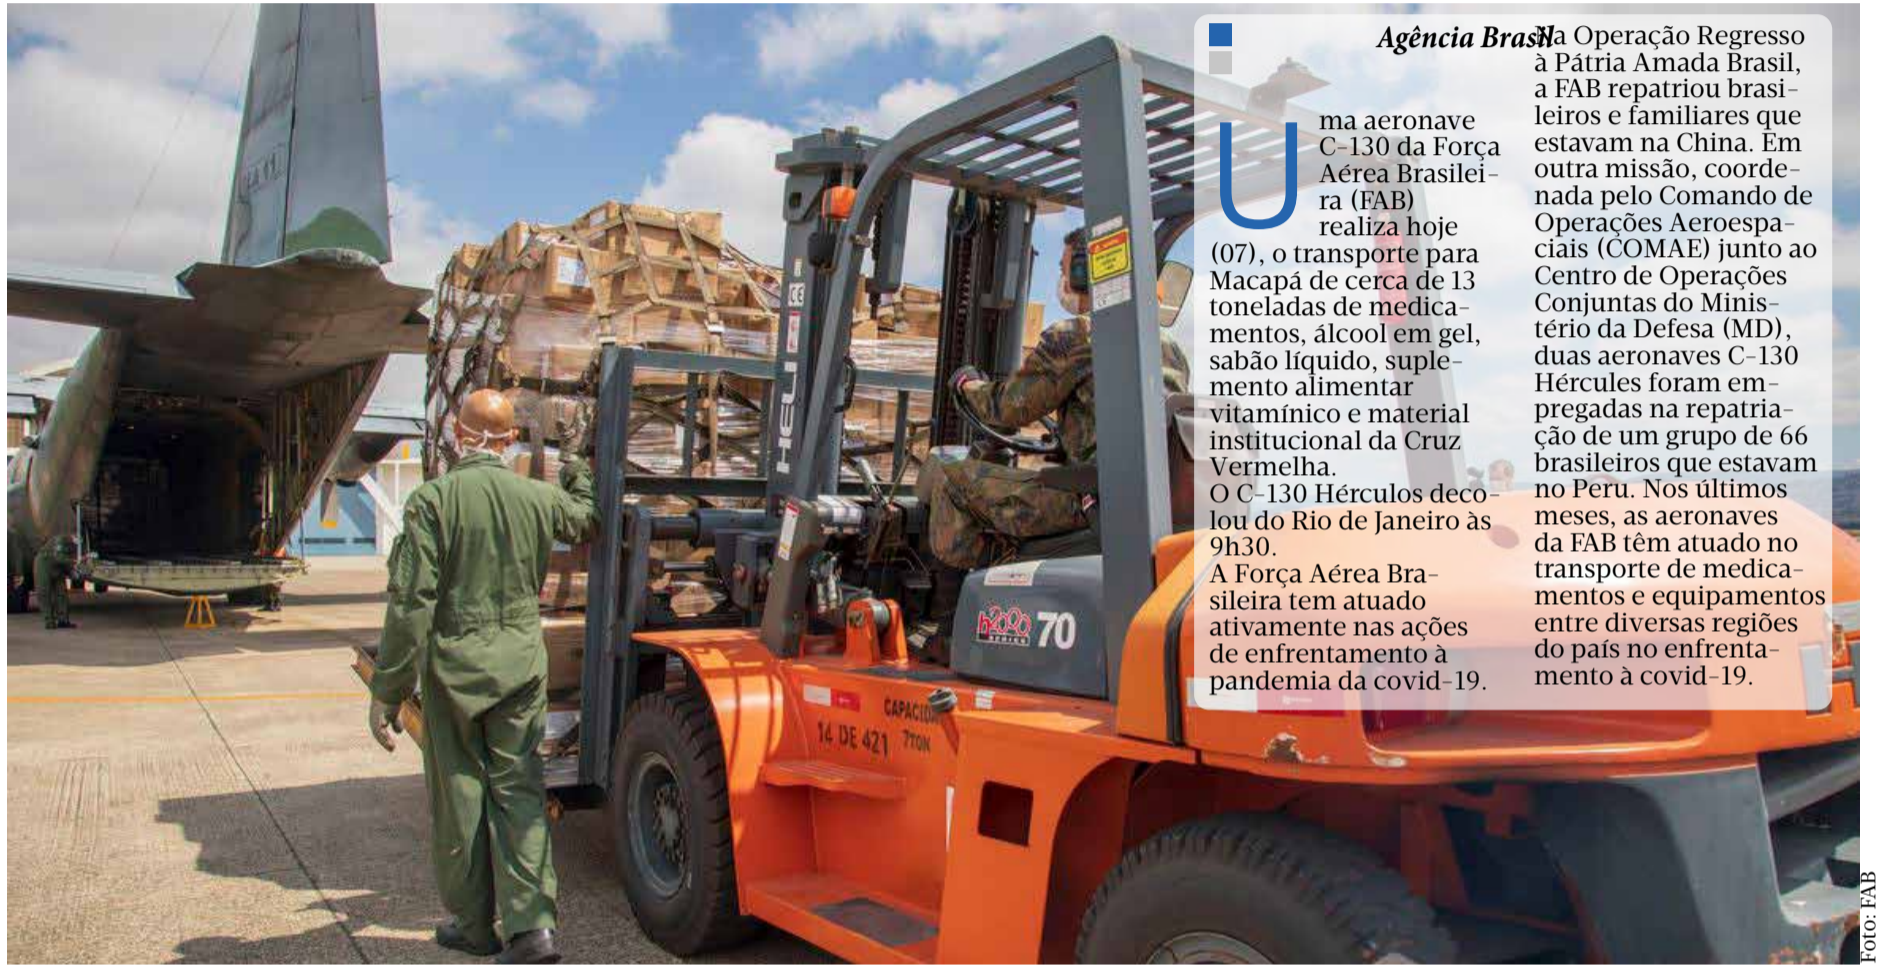 Agência Brasil
Uma aeronave
C-130 da Força
Aérea Brasilei-
ra (FAB)
realiza hoje
(07), o transporte para
Macapá de cerca de 13
toneladas de medica-
mentos, álcool em gel,
sabão líquido, suple-
mento alimentar
vitamínico e material
institucional da Cruz
Vermelha.
O C-130 Hérculos deco-
lou do Rio de Janeiro às
9h30.
A Força Aérea Bra-
sileira tem atuado
ativamente nas ações
de enfrentamento à
pandemia da covid-19.
Na Operação Regresso
à Pátria Amada Brasil,
a FAB repatriou brasi-
leiros e familiares que
estavam na China. Em
outra missão, coorde-
nada pelo Comando de
Operações Aeroespa-
ciais (COMAE) junto ao
Centro de Operações
Conjuntas do Minis-
tério da Defesa (MD),
duas aeronaves C-130
Hércules foram em-
pregadas na repatria-
ção de um grupo de 66
brasileiros que estavam
no Peru. Nos últimos
meses, as aeronaves
da FAB têm atuado no
transporte de medica-
mentos e equipamentos
entre diversas regiões
do país no enfrenta-
mento à covid-19.
HELI
CE
h2000
SERIES
70
14 DE 421
7TON
Foto: FAB